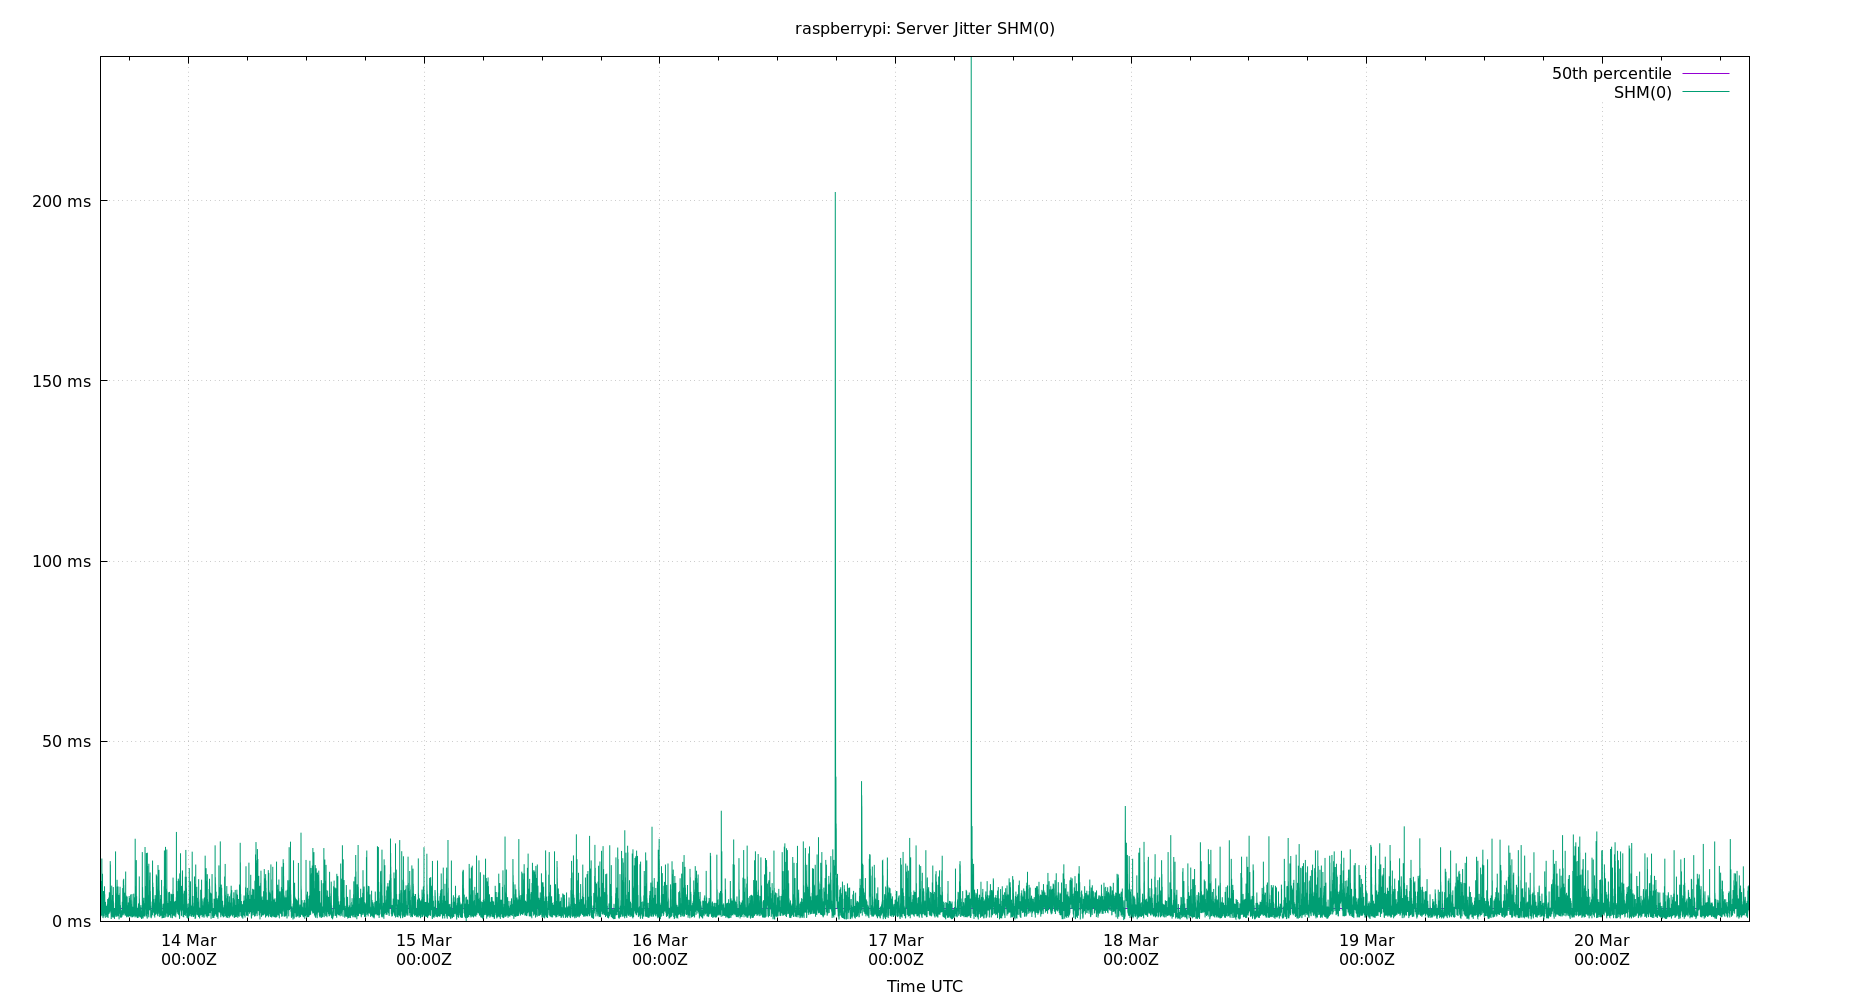 raspberrypi: Server Jitter SHM(0)
50th percentile
SHM(0)
200 ms
150 ms
100 ms
50 ms
0 ms
14 Mar 15 Mar 16 Mar 17 Mar 18 Mar 19 Mar 20 Mar
00:00Z 00:00Z 00:00Z 00:00Z 00:00Z 00:00Z 00:00Z
Time UTC